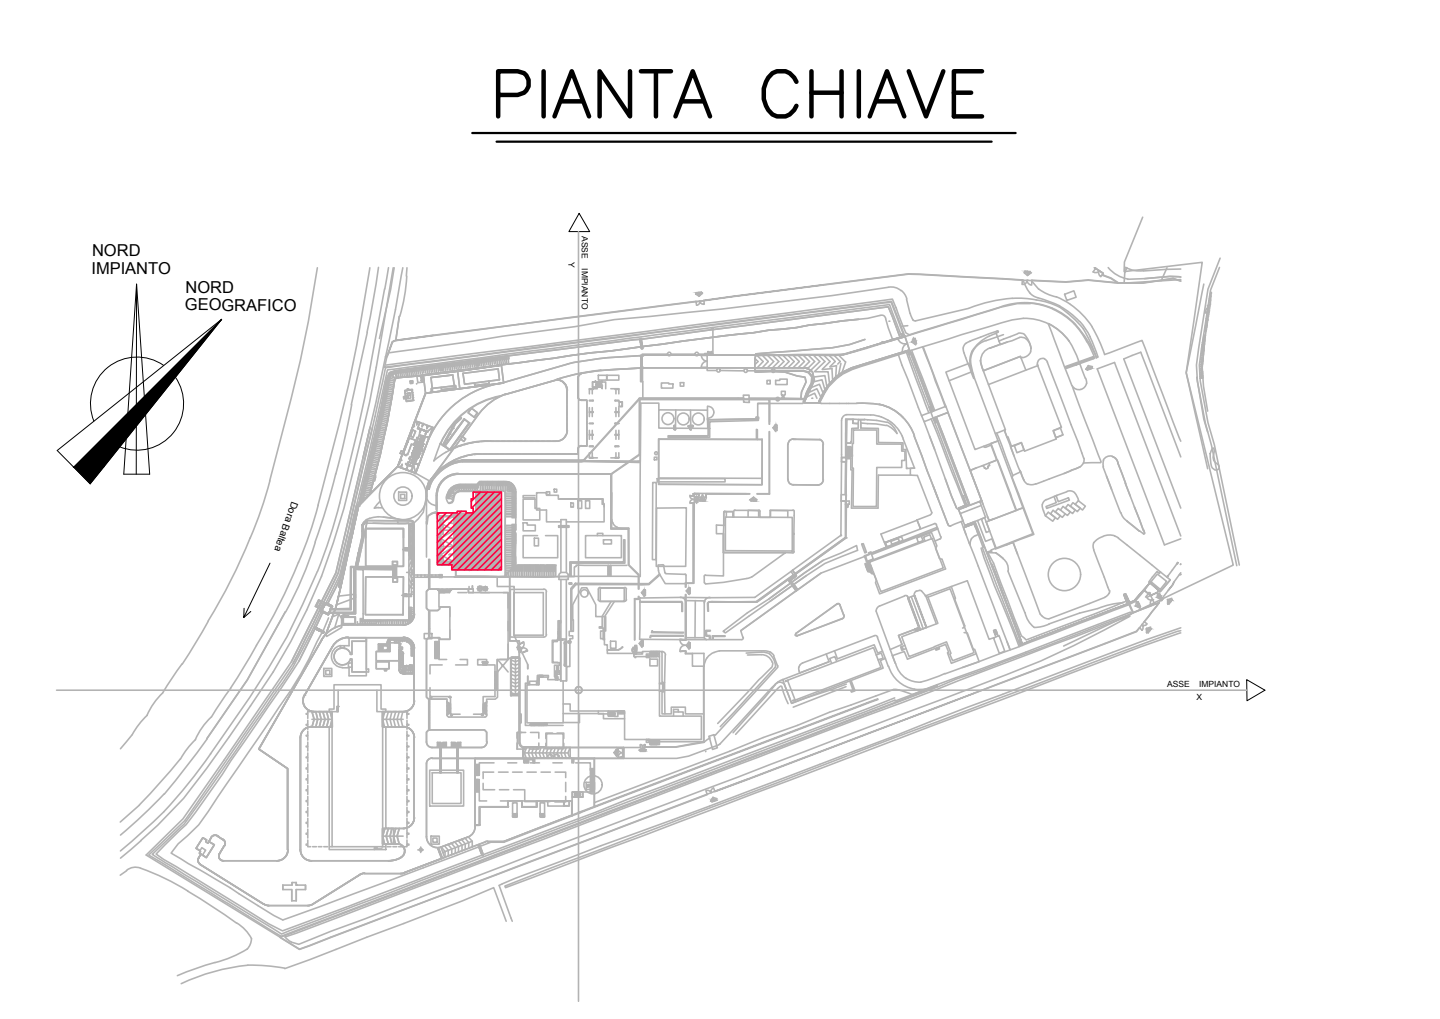 PIANTA CHIAVE
NORD
IMPIANTO
NORD
GEOGRAFICO
ASSE IMPIANTO
Y
Dora Baltea
ASSE IMPIANTO
X